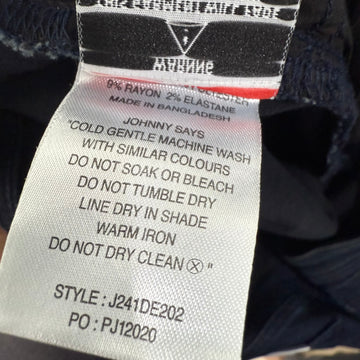 9% RAYON 2% ELASTANE
MADE IN BANGLADESH
JOHNNY SAYS
"COLD GENTLE MACHINE WASH
WITH SIMILAR COLOURS
DO NOT SOAK OR BLEACH
DO NOT TUMBLE DRY
LINE DRY IN SHADE
WARM IRON
DO NOT DRY CLEAN Ⓧ"
STYLE : J241DE202
PO : PJ12020